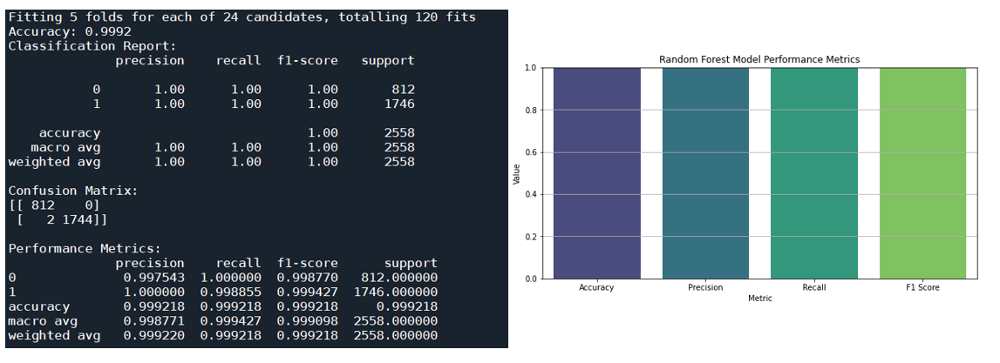 Fitting 5 folds for each of 24 candidates, totalling 120 fits
Accuracy: 0.9992
Classification Report:
precision recall f1-score support
0 1.00 1.00 1.00 812
1 1.00 1.00 1.00 1746
accuracy 1.00 2558
macro avg 1.00 1.00 1.00 2558
weighted avg 1.00 1.00 1.00 2558
Confusion Matrix:
[[ 812 0]
[ 2 1744]]
Performance Metrics:
precision recall f1-score support
0 0.997543 1.000000 0.998770 812.000000
1 1.000000 0.998855 0.999427 1746.000000
accuracy 0.999218 0.999218 0.999218 0.999218
macro avg 0.998771 0.999427 0.999098 2558.000000
weighted avg 0.999220 0.999218 0.999218 2558.000000
Random Forest Model Performance Metrics
Value
1.0
0.8
0.6
0.4
0.2
0.0
Accuracy Precision Recall F1 Score
Metric